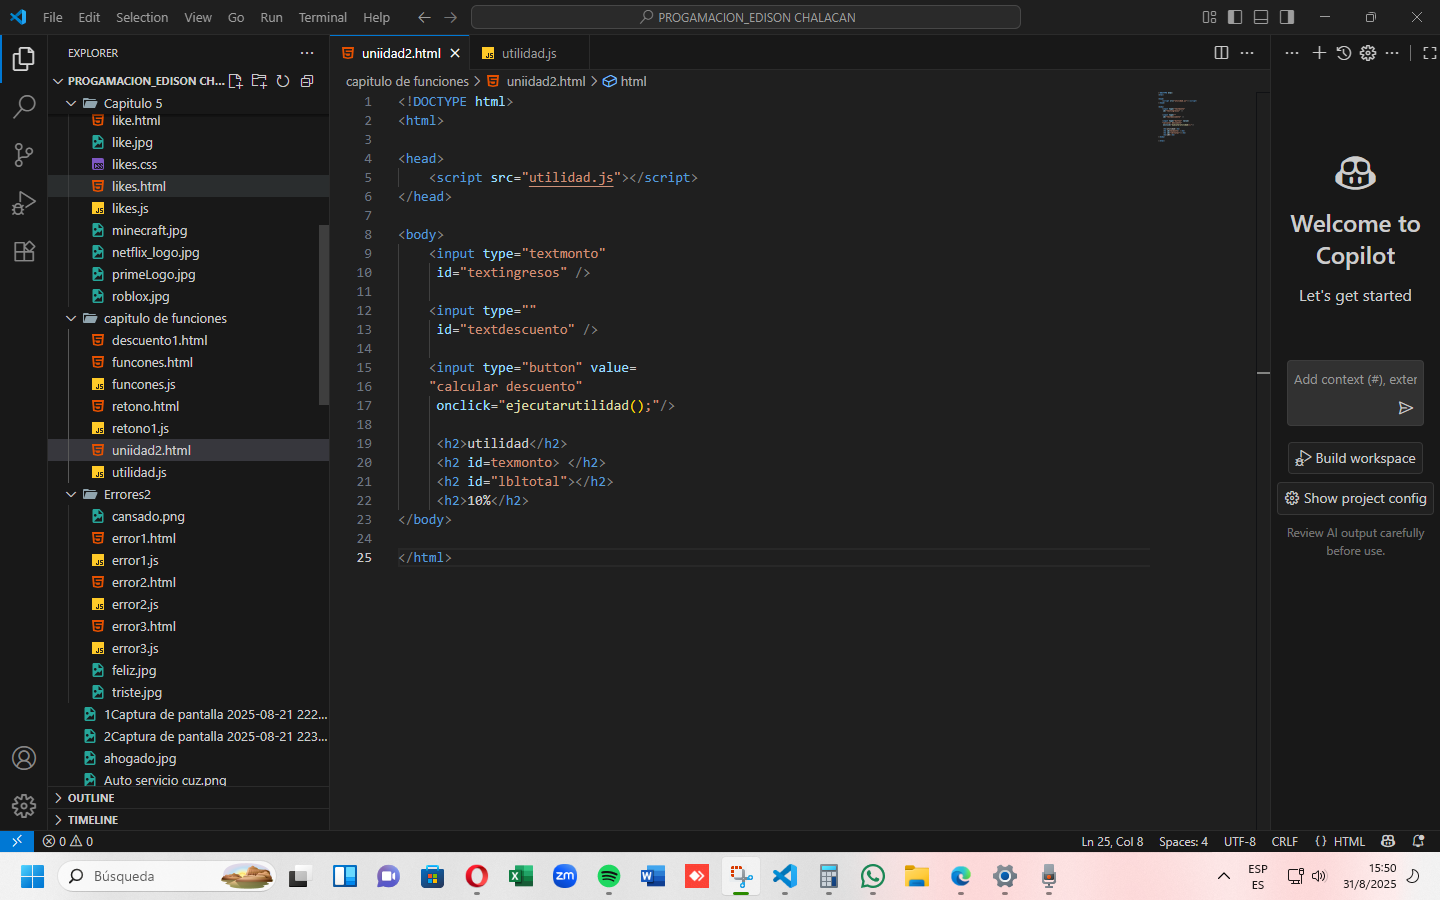 File Edit Selection View Go Run Terminal Help
PROGAMACION_EDISON CHALACAN
EXPLORER
PROGAMACION_EDISON CH...
Capitulo 5
like.html
like.jpg
likes.css
likes.html
likes.js
minecraft.jpg
netflix_logo.jpg
primeLogo.jpg
roblox.jpg
capitulo de funciones
descuento1.html
funcones.html
funcones.js
retono.html
retono1.js
uniidad2.html
utilidad.js
Errores2
cansado.png
error1.html
error1.js
error2.html
error2.js
error3.html
error3.js
feliz.jpg
triste.jpg
1Captura de pantalla 2025-08-21 222...
2Captura de pantalla 2025-08-21 223...
ahogado.jpg
Auto servicio cuz.png
OUTLINE
TIMELINE
uniidad2.html
utilidad.js
capitulo de funciones > uniidad2.html > html
1 <!DOCTYPE html>
2 <html>
3
4 <head>
5 <script src="utilidad.js"></script>
6 </head>
7
8 <body>
9 <input type="textmonto"
10 id="textingresos" />
11
12 <input type=""
13 id="textdescuento" />
14
15 <input type="button" value=
16 "calcular descuento"
17 onclick="ejecutarutilidad();"/>
18
19 <h2>utilidad</h2>
20 <h2 id=texmonto> </h2>
21 <h2 id="lbltotal"></h2>
22 <h2>10%</h2>
23 </body>
24
25 </html>
Welcome to
Copilot
Let's get started
Add context (#), exter
Build workspace
Show project config
Review AI output carefully
before use.
0 0
Ln 25, Col 8 Spaces: 4 UTF-8 CRLF {} HTML
Búsqueda
zm
ESP
ES
15:50
31/8/2025